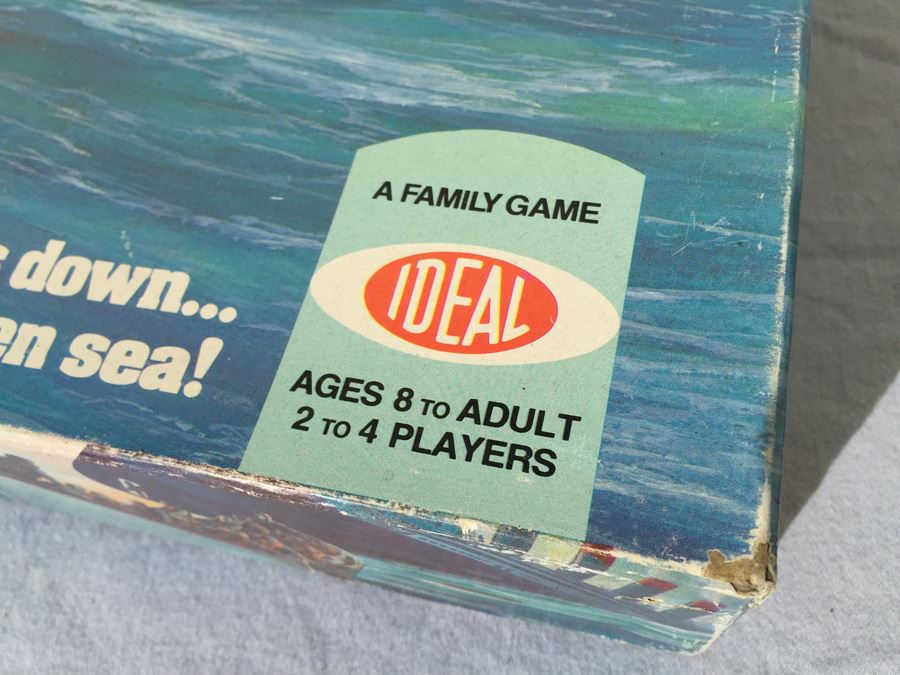 down...
sea!
A FAMILY GAME
IDEAL
AGES 8 TO ADULT
2 TO 4 PLAYERS